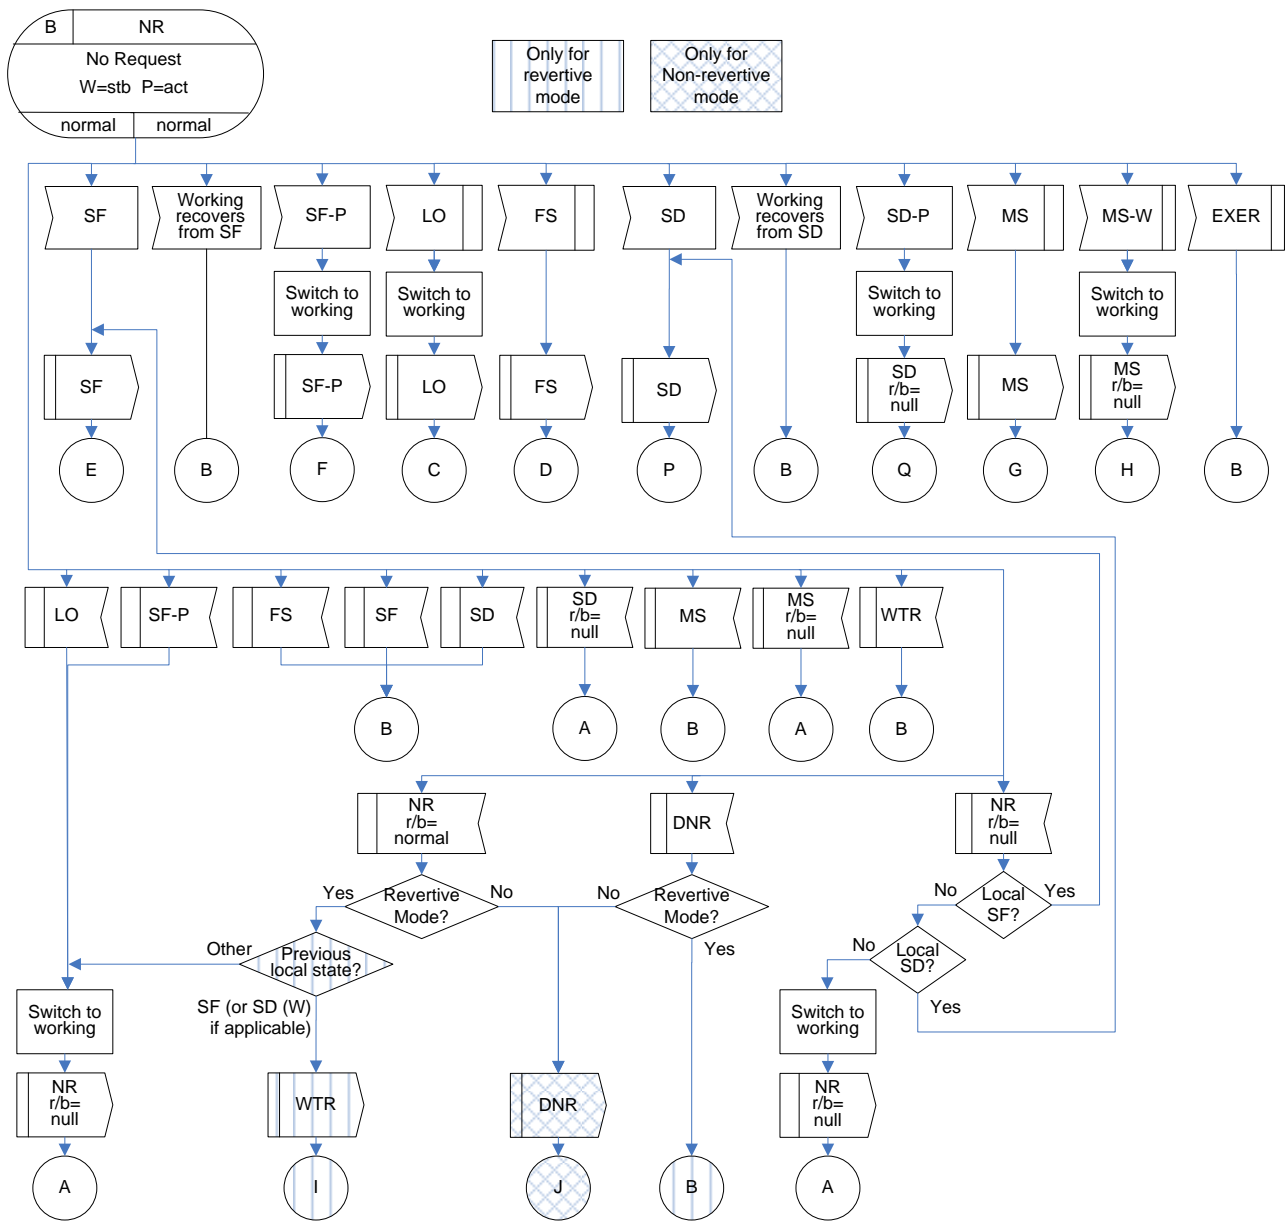 B NR
No Request
W=stb P=act
normal normal
Only for
revertive
mode
Only for
Non-revertive
mode
SF
Working
recovers
from SF
SF-P
LO
FS
SD
Working
recovers
from SD
SD-P
MS
MS-W
EXER
Switch to
working
Switch to
working
Switch to
working
Switch to
working
SF
SF-P
LO
FS
SD
SD
r/b=
null
MS
MS
r/b=
null
E
B
F
C
D
P
B
Q
G
H
B
LO
SF-P
FS
SF
SD
SD
r/b=
null
MS
MS
r/b=
null
WTR
B
A
B
A
B
NR
r/b=
normal
DNR
NR
r/b=
null
Yes
Revertive
Mode?
No
No
Revertive
Mode?
Yes
No
Local
SF?
Yes
Other
Previous
local state?
No
Local
SD?
Yes
SF (or SD (W)
if applicable)
Switch to
working
Switch to
working
NR
r/b=
null
WTR
DNR
NR
r/b=
null
A
I
J
B
A